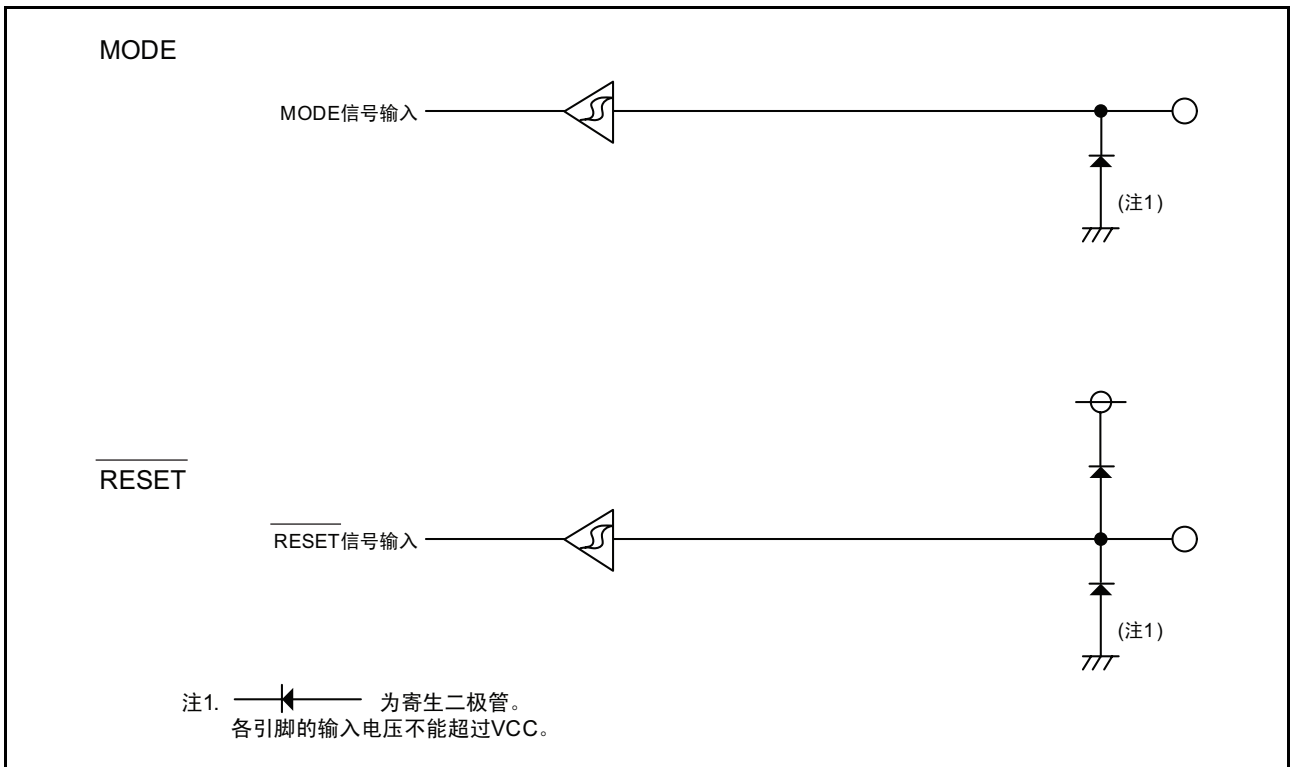 MODE
MODE信号输入
(注1)
RESET
RESET信号输入
(注1)
注1. 为寄生二极管。
各引脚的输入电压不能超过VCC。